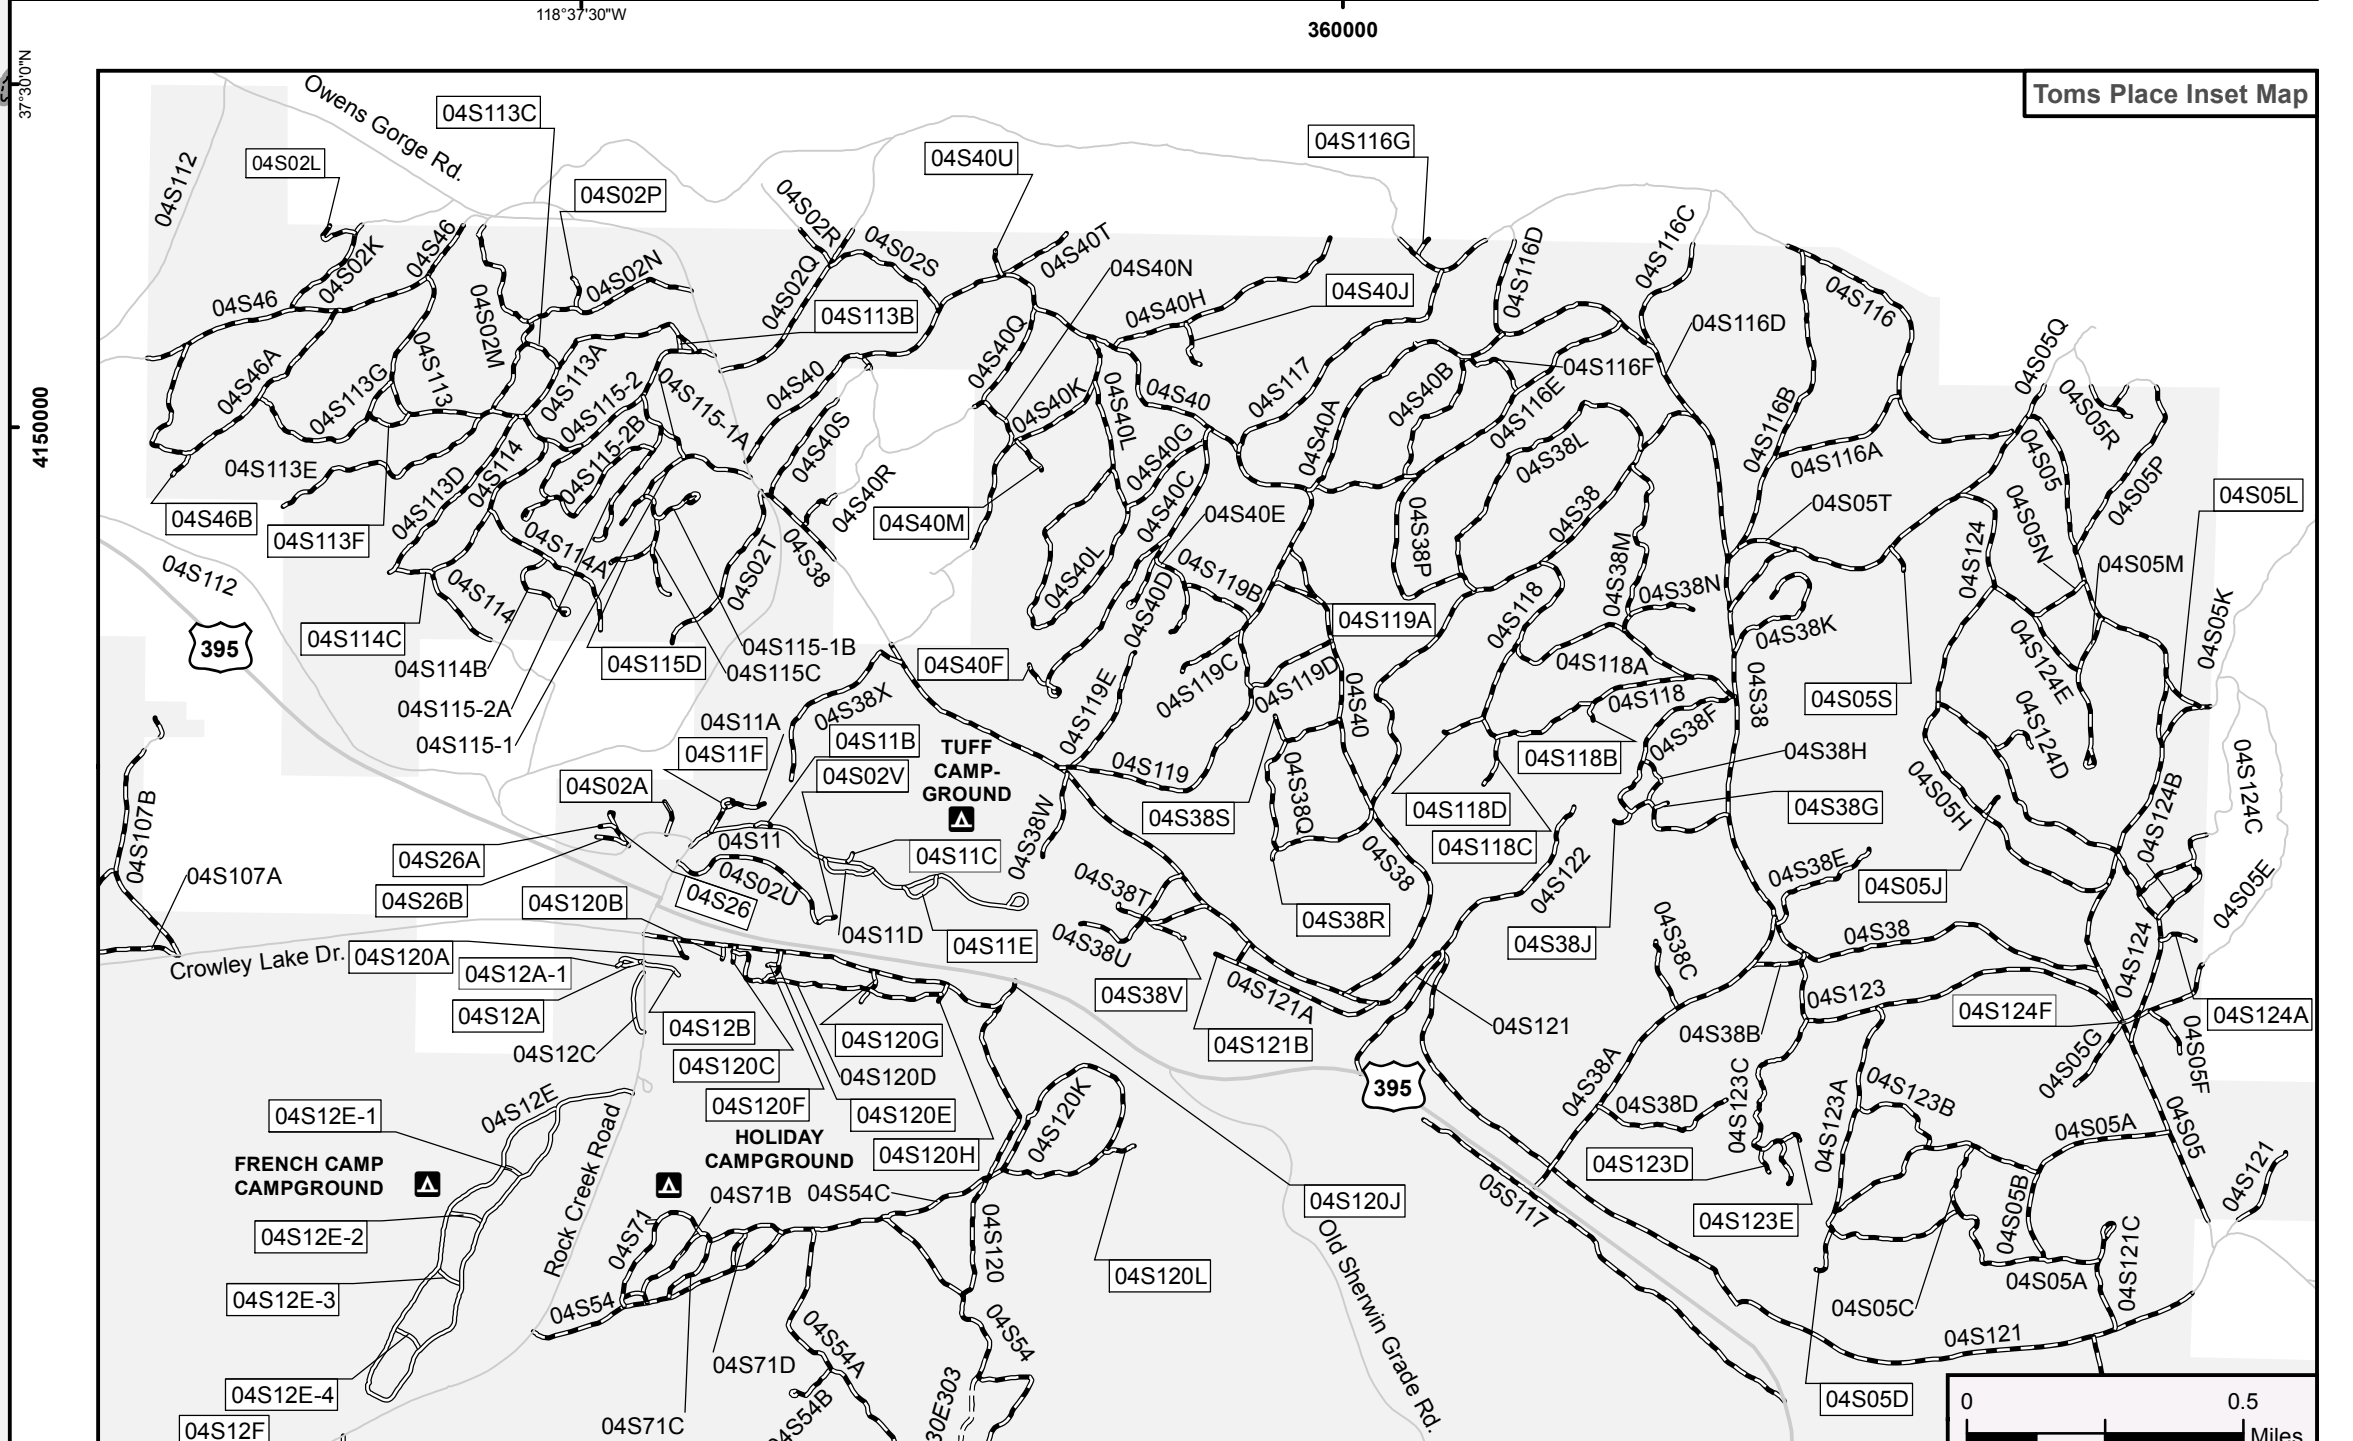 118°37'30"W
360000
37°30'0"N
4150000
Toms Place Inset Map
Owens Gorge Rd.
04S113C
04S02L
04S112
04S02P
04S40U
04S116G
04S02R
04S02S
04S02Q
04S40T
04S116D
04S116C
04S46
04S02K
04S46
04S02M
04S02N
04S40N
04S40H
04S40J
04S113B
04S116D
04S116
04S05Q
04S46A
04S113G
04S113
04S113A
04S115-2
04S115-1A
04S40
04S40Q
04S40K
04S40L
04S40
04S117
04S40B
04S116F
04S116E
04S40A
04S116B
04S116A
04S05R
04S05
04S05P
04S113E
04S113D
04S114
04S115-2B
04S40S
04S40R
04S40G
04S40C
04S38L
04S46B
04S113F
04S114A
04S40M
04S40E
04S38P
04S38
04S05T
04S05N
04S05L
04S124
04S112
04S114
04S02T
04S38
04S40L
04S40D
04S119B
04S38M
04S38N
04S05M
04S05K
395
04S114C
04S114B
04S115D
04S115-1B
04S115C
04S40F
04S119A
04S118
04S38K
04S124E
04S115-2A
04S115-1
04S38X
04S119E
04S119C
04S119D
04S40
04S118A
04S118
04S38F
04S38
04S05S
04S124D
04S11A
04S11F
04S11B
04S02V
TUFF
CAMP-
GROUND
04S119
04S118B
04S38H
04S107B
04S02A
04S38S
04S38Q
04S118D
04S38G
04S05H
04S124B
04S124C
04S26A
04S11
04S11C
04S38W
04S118C
04S107A
04S26B
04S120B
04S26
04S02U
04S38T
04S38
04S122
04S38E
04S05J
04S05E
04S11D
04S11E
04S38U
04S38R
04S38J
04S38C
04S38
04S124
Crowley Lake Dr.
04S120A
04S12A-1
04S38V
04S121A
04S12A
04S12B
04S120G
04S121B
04S121
04S38B
04S123
04S124F
04S124A
04S12C
04S120C
04S120D
04S05G
04S05F
395
04S12E-1
04S12E
04S120F
04S120E
04S120K
04S38A
04S38D
04S123C
04S123A
04S123B
04S05A
04S05
Rock Creek Road
HOLIDAY
CAMPGROUND
04S120H
FRENCH CAMP
CAMPGROUND
04S123D
04S121
04S71B
04S54C
04S120J
05S117
04S123E
04S05B
04S12E-2
04S71
04S120
04S120L
Old Sherwin Grade Rd.
04S05A
04S121C
04S12E-3
04S54
04S05C
04S71D
04S54A
04S54
04S121
04S12E-4
04S54B
30E303
04S05D
04S12F
04S71C
0 0.5
Miles